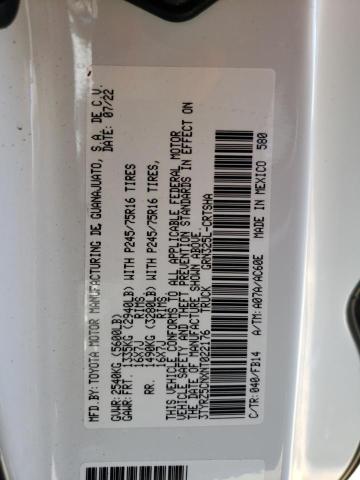 MFD.BY: TOYOTA MOTOR MANUFACTURING DE GUANAJUATO, S.A. DE C.V.
DATE: 07/22
GVWR: 2540KG (5600LB)
GAWR: FRT. 1335KG (2940LB) WITH P245/75R16 TIRES
16X7J RIMS,
RR. 1490KG (3280LB) WITH P245/75R16 TIRES,
16X7J RIMS
THIS VEHICLE CONFORMS TO ALL APPLICABLE FEDERAL MOTOR
VEHICLE SAFETY, AND THEFT PREVENTION STANDARDS IN EFFECT ON
THE DATE OF MANUFACTURE SHOWN ABOVE.
3TYRZ5CNXNT022176 TRUCK GRN325L-CRTSHA
C/TR: 040/FB14 A/TM: A07A/AC60E MADE IN MEXICO 580